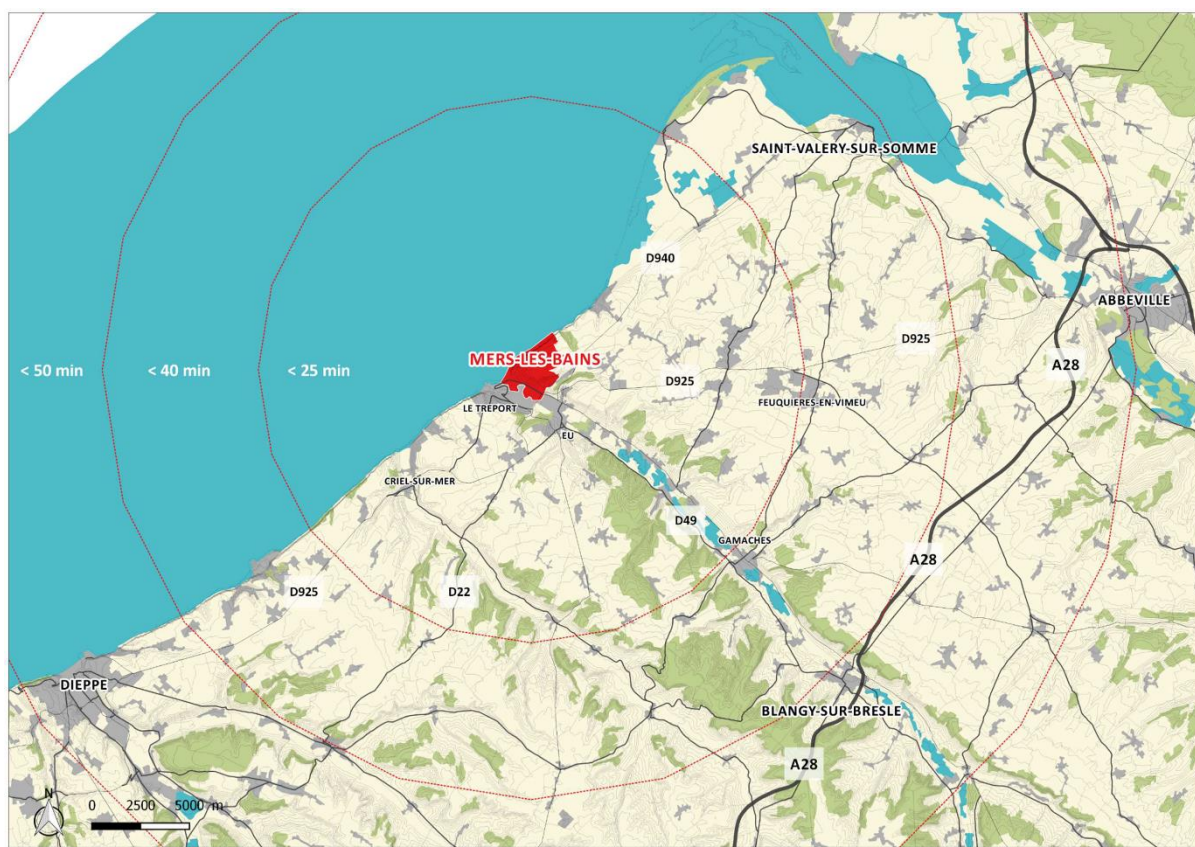 SAINT-VALERY-SUR-SOMME
D940
ABBEVILLE
D925
MERS-LES-BAINS
A28
< 50 min
< 40 min
< 25 min
D925
FEUQUIERES-EN-VIMEU
LE TREPORT
EU
CRIEL-SUR-MER
D49
GAMACHES
A28
D925
D22
DIEPPE
BLANGY-SUR-BRESLE
A28
N
0 2500 5000 m